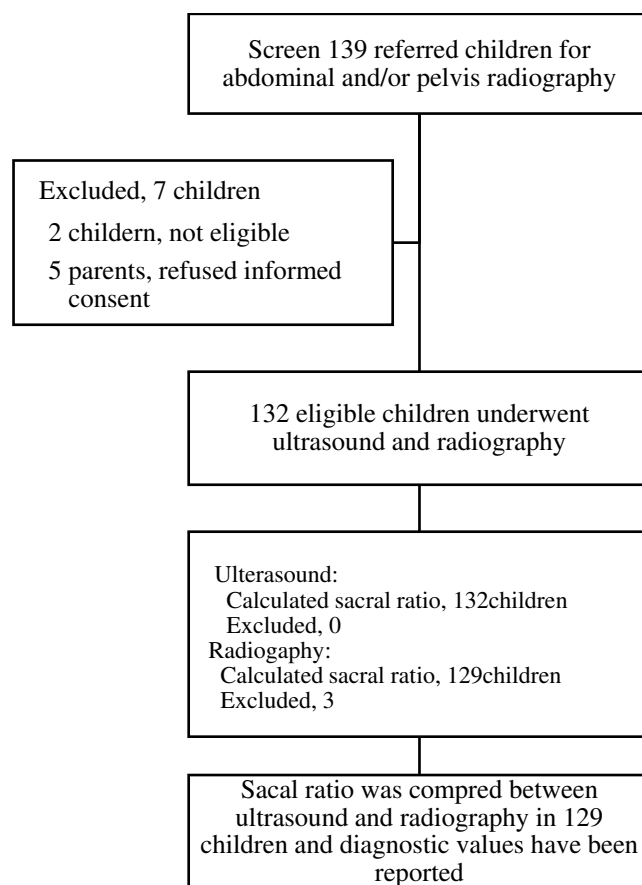 Screen 139 referred children for
abdominal and/or pelvis radiography
Excluded, 7 children
2 childern, not eligible
5 parents, refused informed
consent
132 eligible children underwent
ultrasound and radiography
Ulterasound:
Calculated sacral ratio, 132children
Excluded, 0
Radiogaphy:
Calculated sacral ratio, 129children
Excluded, 3
Sacal ratio was compred between
ultrasound and radiography in 129
children and diagnostic values have been
reported